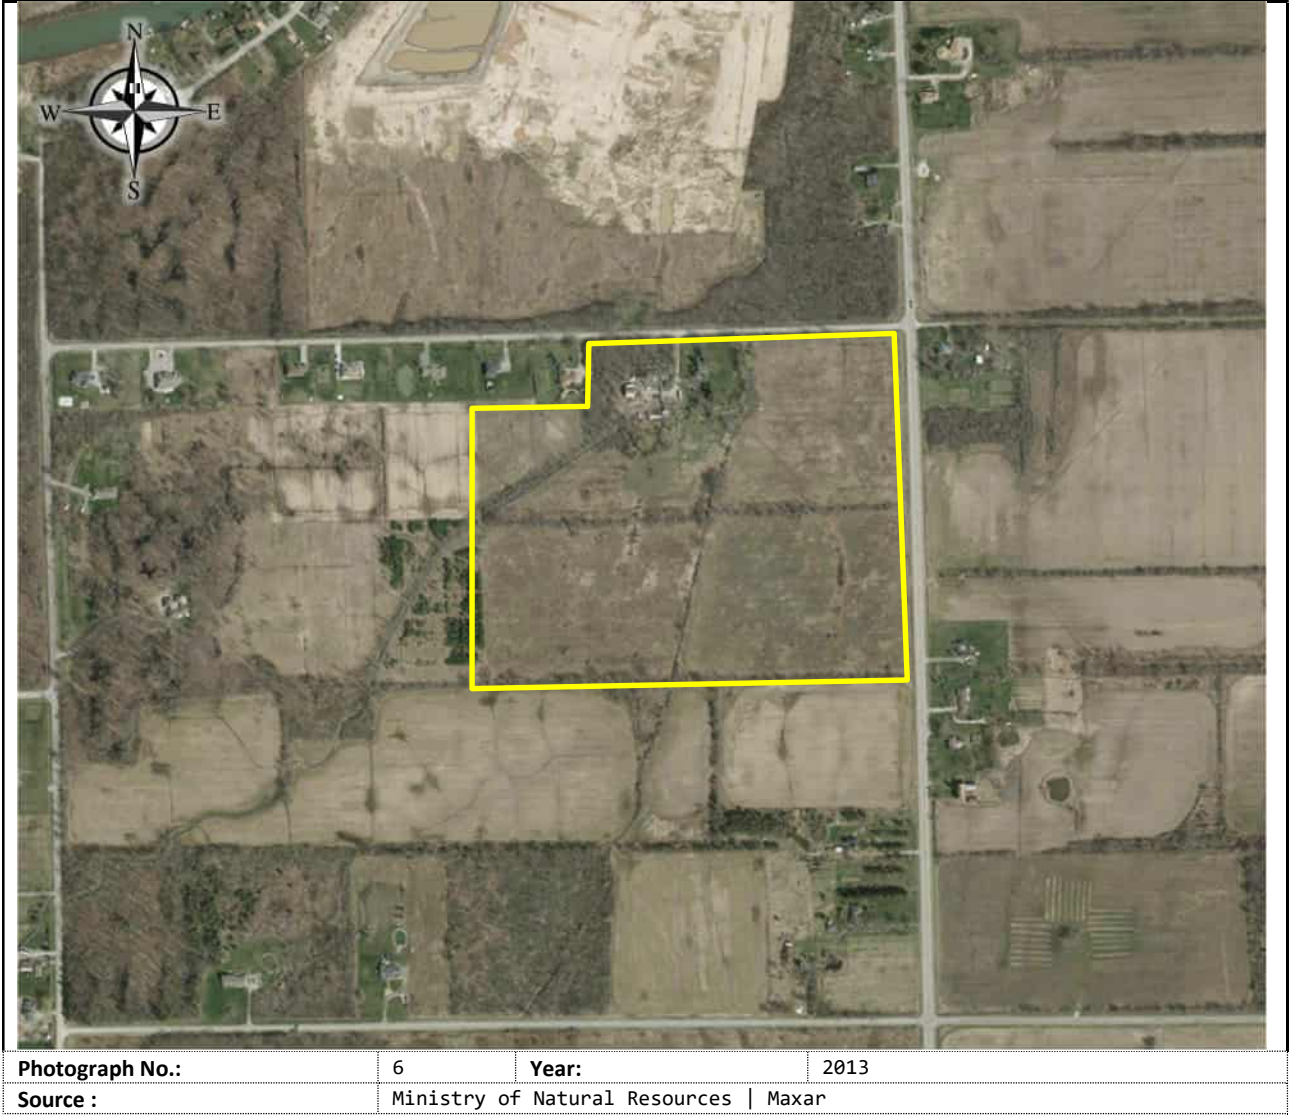 N
W E
S
Photograph No.: 6 Year: 2013
Source : Ministry of Natural Resources | Maxar